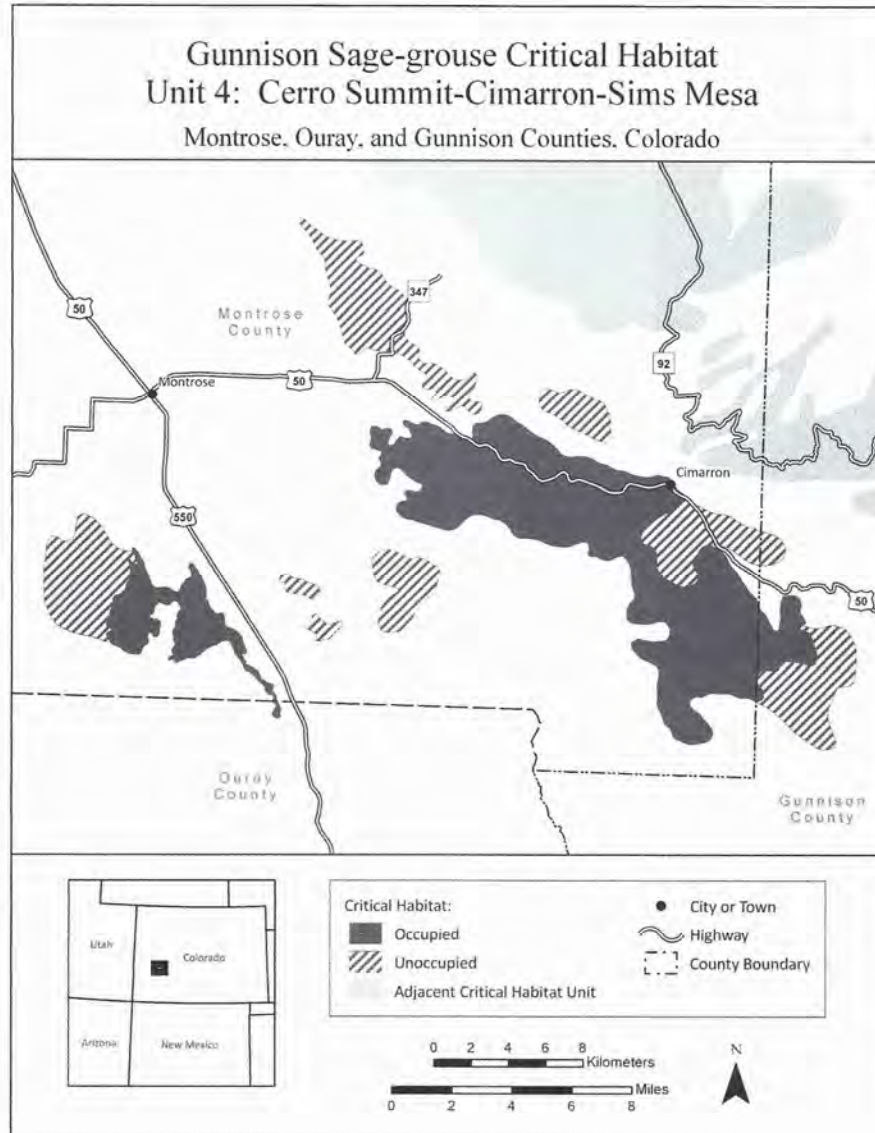 Gunnison Sage-grouse Critical Habitat
Unit 4: Cerro Summit-Cimarron-Sims Mesa
Montrose, Ouray, and Gunnison Counties, Colorado
50
Montrose
County
347
Montrose
50
92
Cimarron
550
50
Ouray
County
Gunnison
County
Utah
Colorado
Arizona
New Mexico
Critical Habitat:
Occupied
Unoccupied
Adjacent Critical Habitat Unit
City or Town
Highway
County Boundary
0 2 4 6 8
Kilometers
Miles
0 2 4 6 8
N